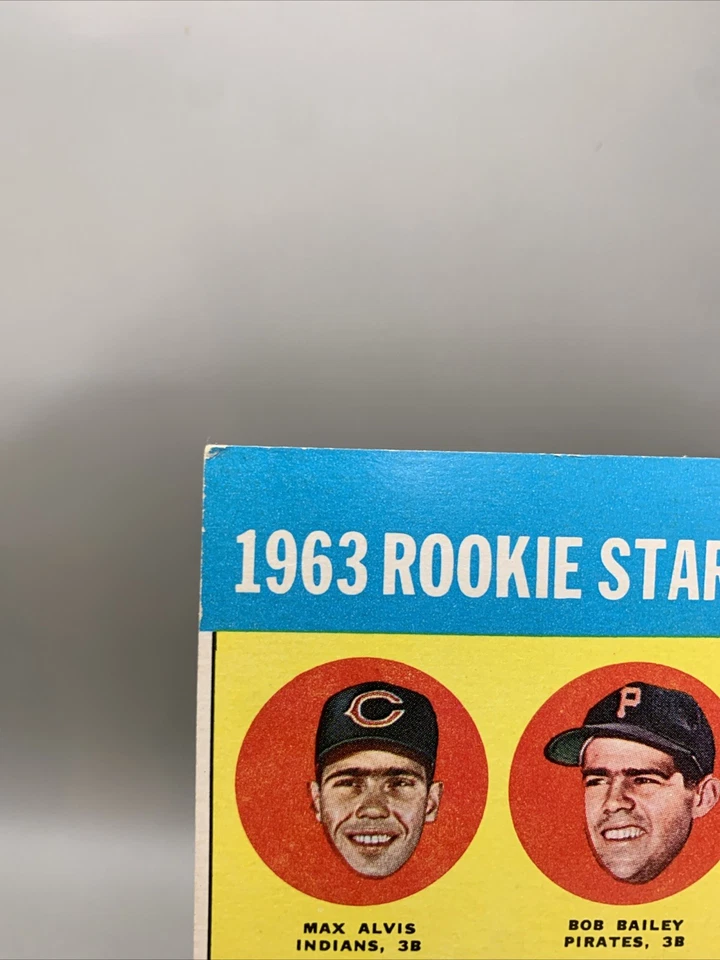 1963 ROOKIE STAR
C
P
MAX ALVIS
INDIANS, 3B
BOB BAILEY
PIRATES, 3B